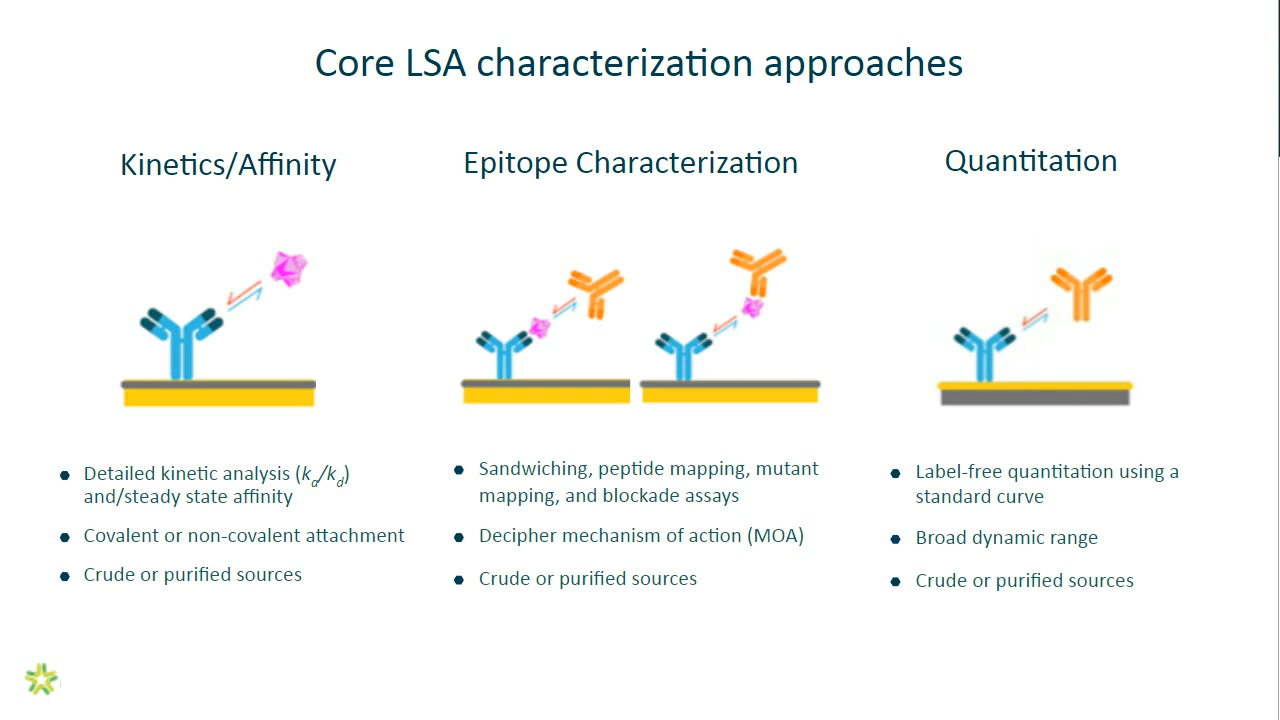 Core LSA characterization approaches
Kinetics/Affinity
Detailed kinetic analysis (ka/kd)
and/steady state affinity
Covalent or non-covalent attachment
Crude or purified sources
Epitope Characterization
Sandwiching, peptide mapping, mutant
mapping, and blockade assays
Decipher mechanism of action (MOA)
Crude or purified sources
Quantitation
Label-free quantitation using a
standard curve
Broad dynamic range
Crude or purified sources